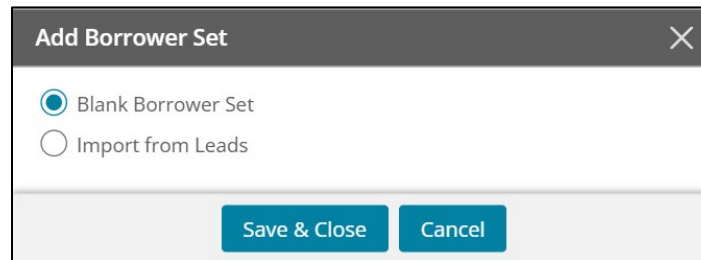 Add Borrower Set
Blank Borrower Set
Import from Leads
Save & Close Cancel